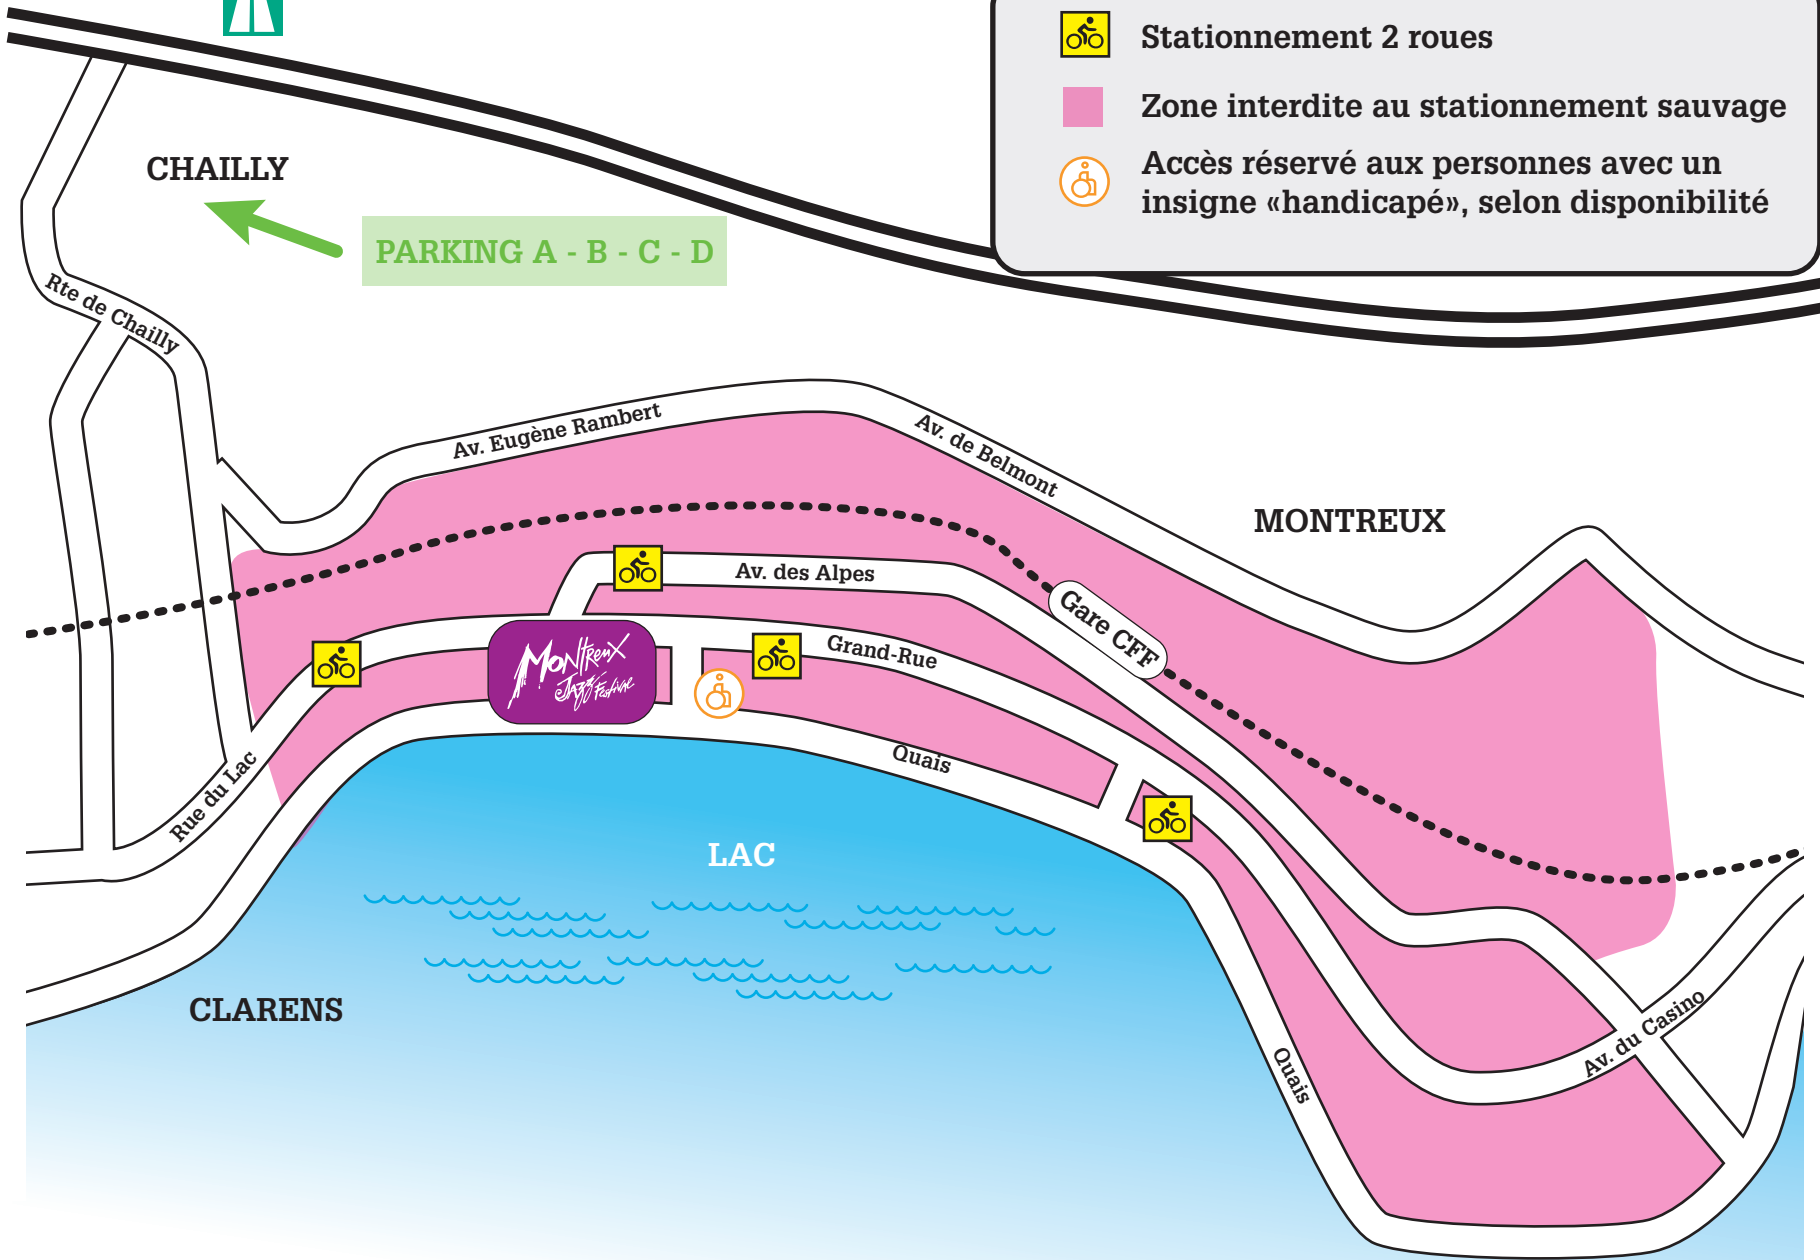 Stationnement 2 roues
Zone interdite au stationnement sauvage
Accès réservé aux personnes avec un
insigne «handicapé», selon disponibilité
CHAILLY
PARKING A - B - C - D
Rte de Chailly
Av. Eugène Rambert
Av. de Belmont
MONTREUX
Av. des Alpes
Gare CFF
Grand-Rue
Montreux
Jazz Festival
Quais
Rue du Lac
LAC
CLARENS
Av. du Casino
Quais